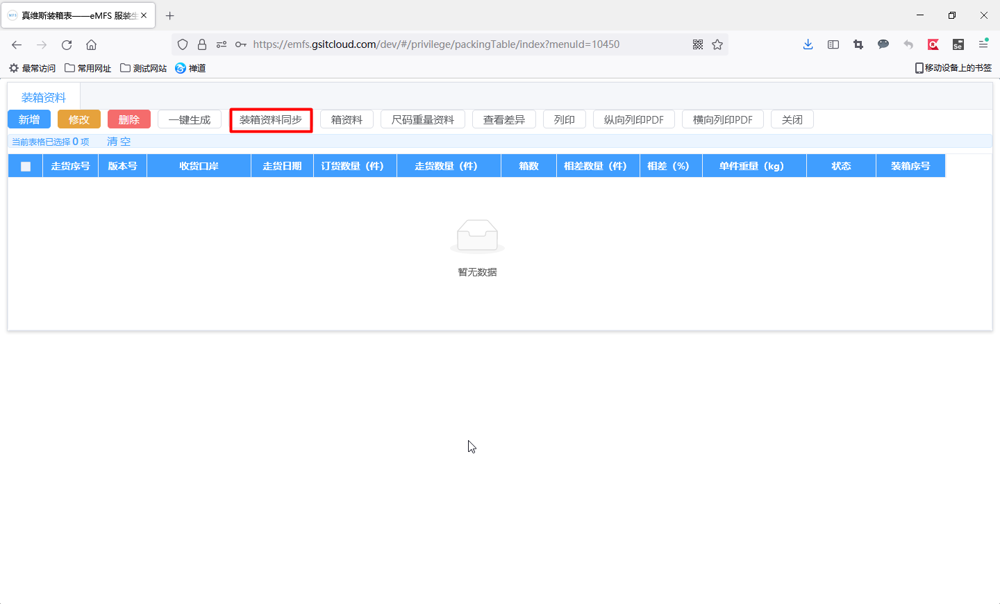 真维斯装箱表——eMFS 服装生
https://emfs.gsitcloud.com/dev/#/privilege/packingTable/index?menuId=10450
最常访问 常用网址 测试网站 禅道 移动设备上的书签
装箱资料
新增 修改 删除 一键生成 装箱资料同步 箱资料 尺码重量资料 查看差异 列印 纵向列印PDF 横向列印PDF 关闭
当前表格已选择 0 项 清 空
走货序号 版本号 收货口岸 走货日期 订货数量（件） 走货数量（件） 箱数 相差数量（件） 相差（%） 单件重量（kg） 状态 装箱序号
暂无数据